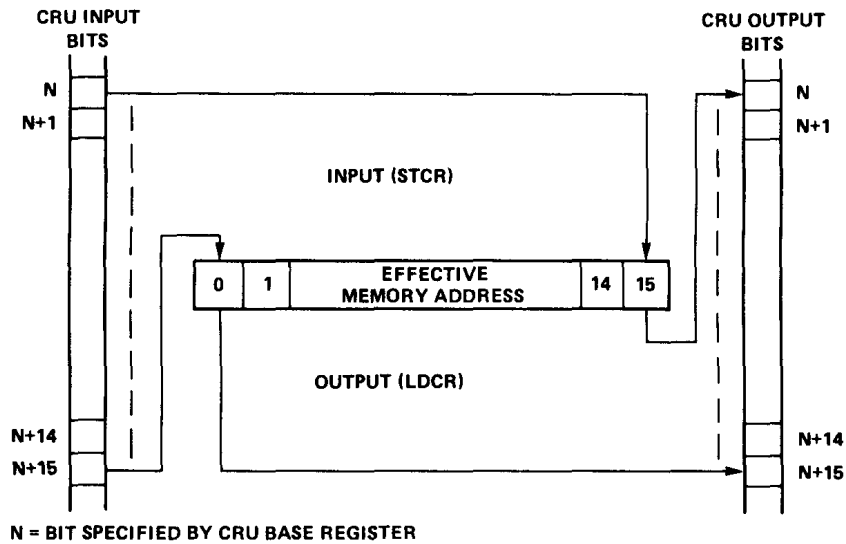 CRU INPUT
BITS
CRU OUTPUT
BITS
N
N
N+1
N+1
INPUT (STCR)
0
1
EFFECTIVE
MEMORY ADDRESS
14
15
OUTPUT (LDCR)
N+14
N+14
N+15
N+15
N = BIT SPECIFIED BY CRU BASE REGISTER